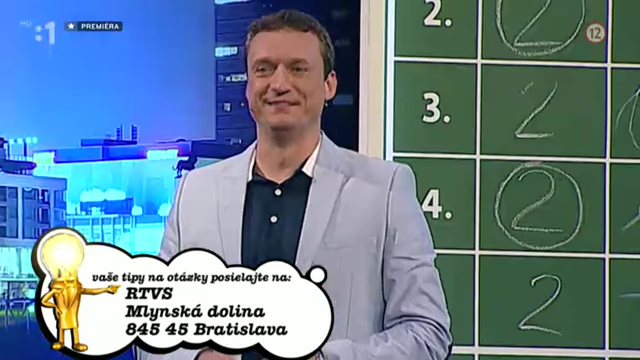 HD :1
★ PREMIÉRA
12
2. 2
3. 2
4. 2
2
vaše tipy na otázky posielajte na:
RTVS
Mlynská dolina
845 45 Bratislava